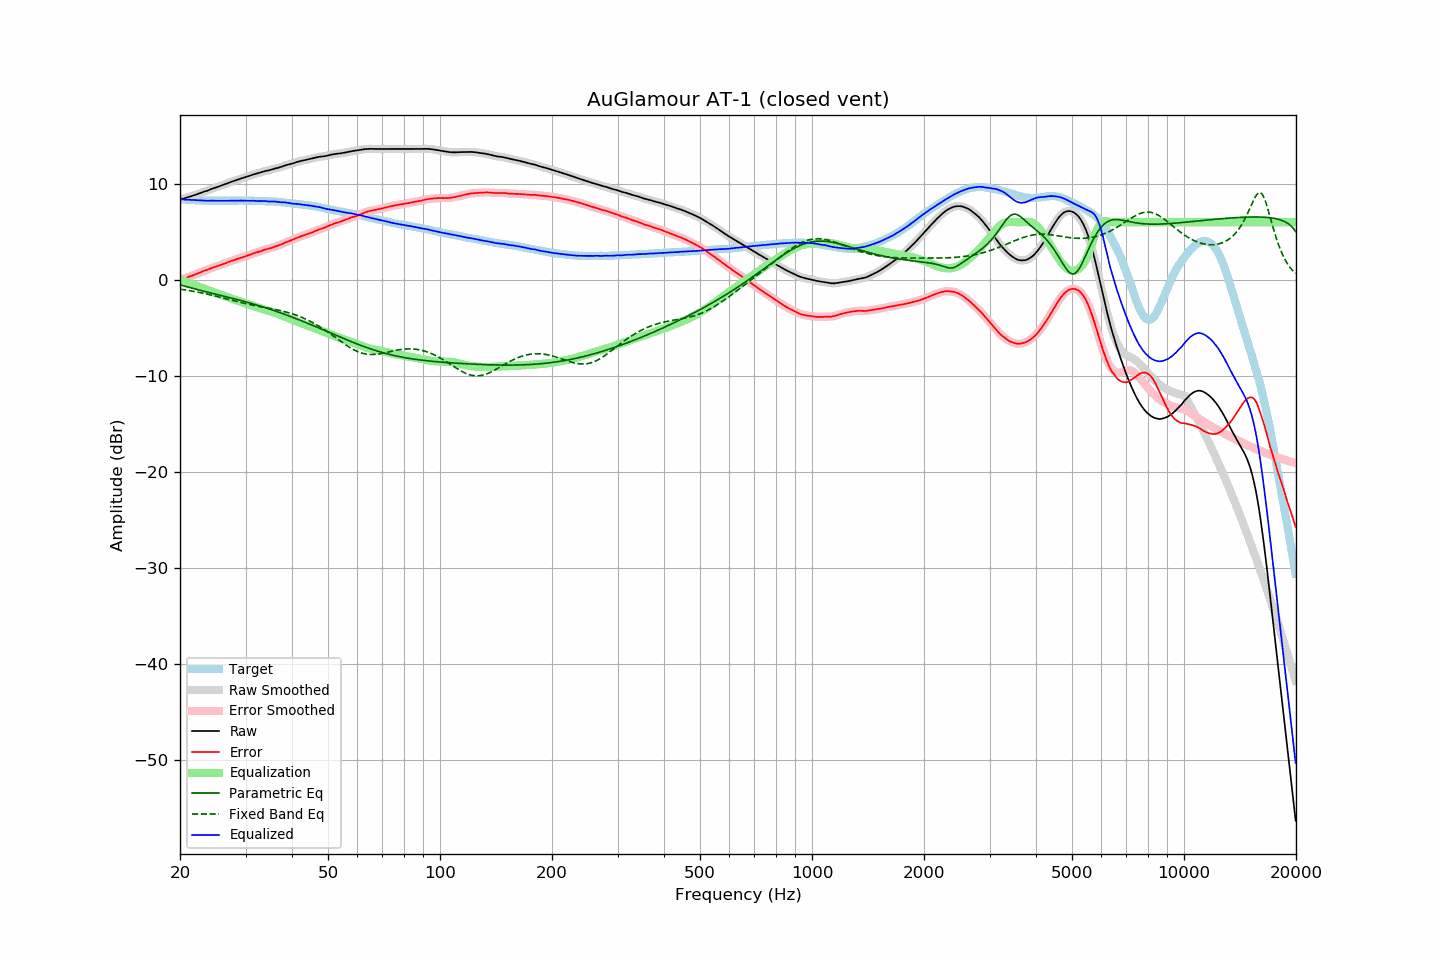 AuGlamour AT-1 (closed vent)
Amplitude (dBr)
10
0
−10
−20
−30
−40
−50
Target
Raw Smoothed
Error Smoothed
Raw
Error
Equalization
Parametric Eq
Fixed Band Eq
Equalized
20 50 100 200 500 1000 2000 5000 10000 20000
Frequency (Hz)